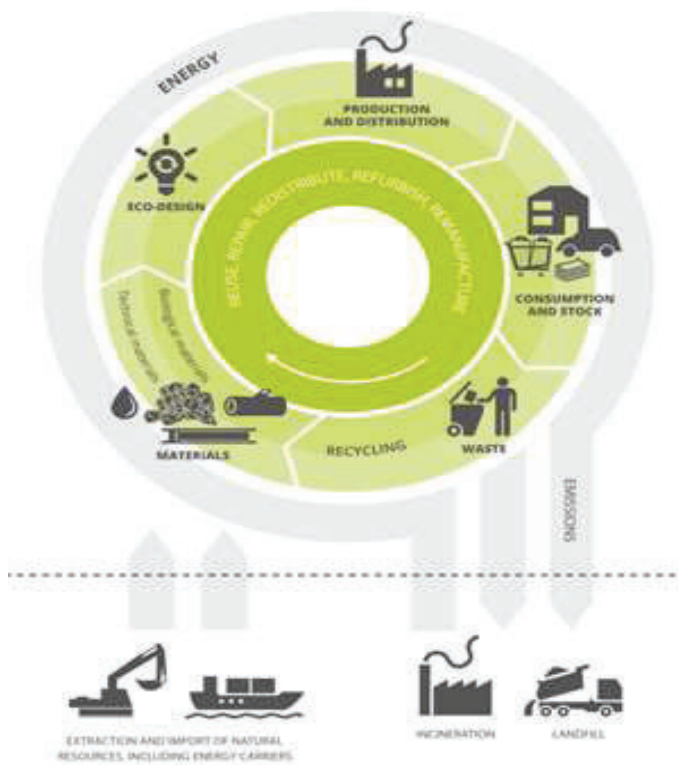 ENERGY
PRODUCTION
AND DISTRIBUTION
ECO-DESIGN
REUSE, REPAIR, REDISTRIBUTE, REFURBISH, REMANUFACTURE
CONSUMPTION
AND STOCK
Biological materials
Technical materials
MATERIALS
RECYCLING
WASTE
EMISSIONS
INCINERATION
LANDFILL
EXTRACTION AND IMPORT OF NATURAL
RESOURCES, INCLUDING ENERGY CARRIERS